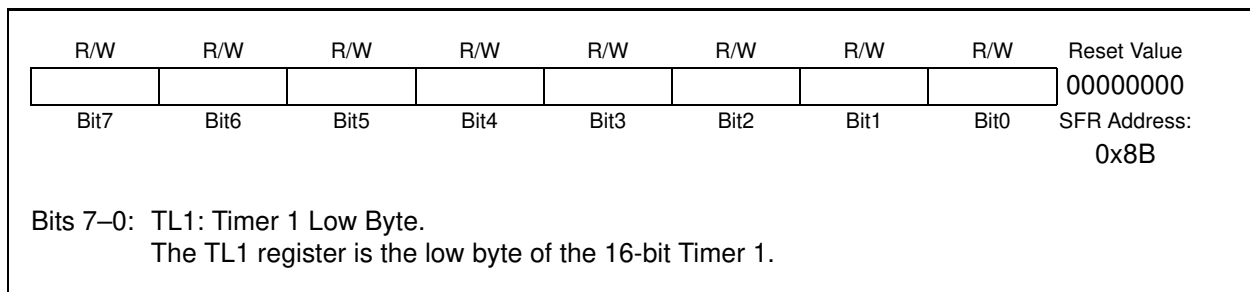 R/W R/W R/W R/W R/W R/W R/W R/W Reset Value
00000000
Bit7 Bit6 Bit5 Bit4 Bit3 Bit2 Bit1 Bit0 SFR Address:
0x8B
Bits 7–0: TL1: Timer 1 Low Byte.
The TL1 register is the low byte of the 16-bit Timer 1.